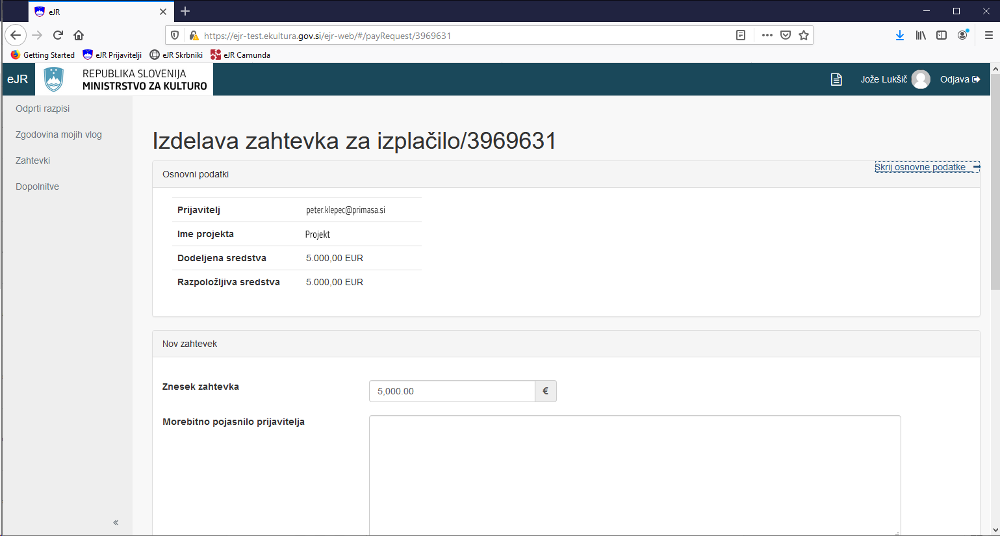 eJR
https://ejr-test.ekultura.gov.si/ejr-web/#/payRequest/3969631
Getting Started eJR Prijavitelji eJR Skrbniki eJR Camunda
eJR
REPUBLIKA SLOVENIJA
MINISTRSTVO ZA KULTURO
Jože Lukšič Odjava
Odprti razpisi
Zgodovina mojih vlog
Zahtevki
Dopolnitve
Izdelava zahtevka za izplačilo/3969631
Osnovni podatki
Skrij osnovne podatke
Prijavitelj peter.klepec@primasa.si
Ime projekta Projekt
Dodeljena sredstva 5.000,00 EUR
Razpoložljiva sredstva 5.000,00 EUR
Nov zahtevek
Znesek zahtevka 5,000.00 €
Morebitno pojasnilo prijavitelja
«